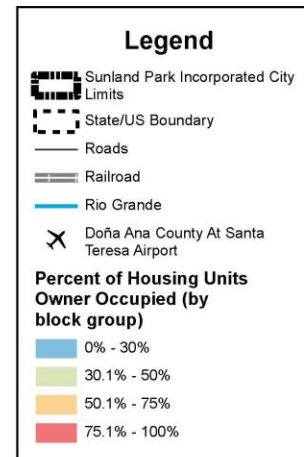 Legend
Sunland Park Incorporated City
Limits
State/US Boundary
Roads
Railroad
Rio Grande
Doña Ana County At Santa
Teresa Airport
Percent of Housing Units
Owner Occupied (by
block group)
0% - 30%
30.1% - 50%
50.1% - 75%
75.1% - 100%